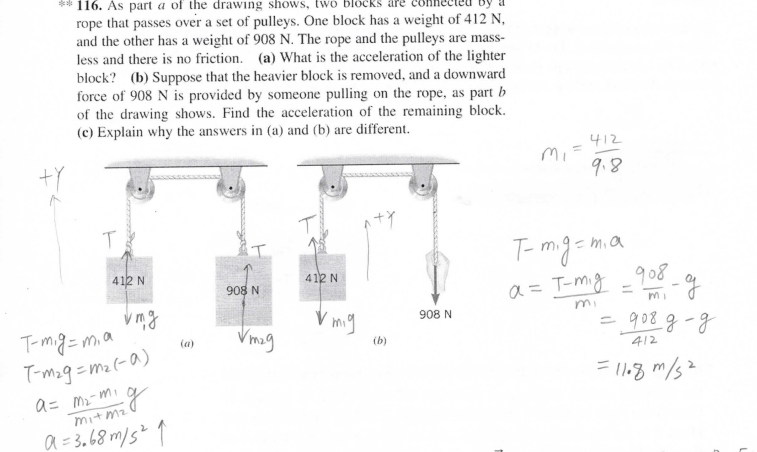 ** 116. As part a of the drawing shows, two blocks are connected by a
rope that passes over a set of pulleys. One block has a weight of 412 N,
and the other has a weight of 908 N. The rope and the pulleys are mass-
less and there is no friction. (a) What is the acceleration of the lighter
block? (b) Suppose that the heavier block is removed, and a downward
force of 908 N is provided by someone pulling on the rope, as part b
of the drawing shows. Find the acceleration of the remaining block.
(c) Explain why the answers in (a) and (b) are different.
m₁ = 412/9.8
+Y
T
412 N
m₁g
T
908 N
m₂g
(a)
T
+Y
412 N
m₁g
908 N
(b)
T-m₁g=m₁a
T-m₂g=m₂(-a)
a= (m₂-m₁)/(m₁+m₂) g
a=3.68 m/s² ↑
T-m₁g=m₁a
a = (T-m₁g)/m₁ = 908/m₁ - g
= 908/412 g - g
= 11.8 m/s²